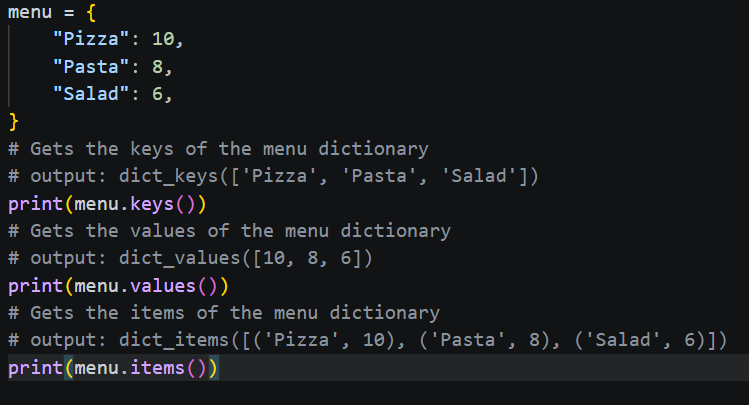 menu = {
    "Pizza": 10,
    "Pasta": 8,
    "Salad": 6,
}
# Gets the keys of the menu dictionary
# output: dict_keys(['Pizza', 'Pasta', 'Salad'])
print(menu.keys())
# Gets the values of the menu dictionary
# output: dict_values([10, 8, 6])
print(menu.values())
# Gets the items of the menu dictionary
# output: dict_items([('Pizza', 10), ('Pasta', 8), ('Salad', 6)])
print(menu.items())